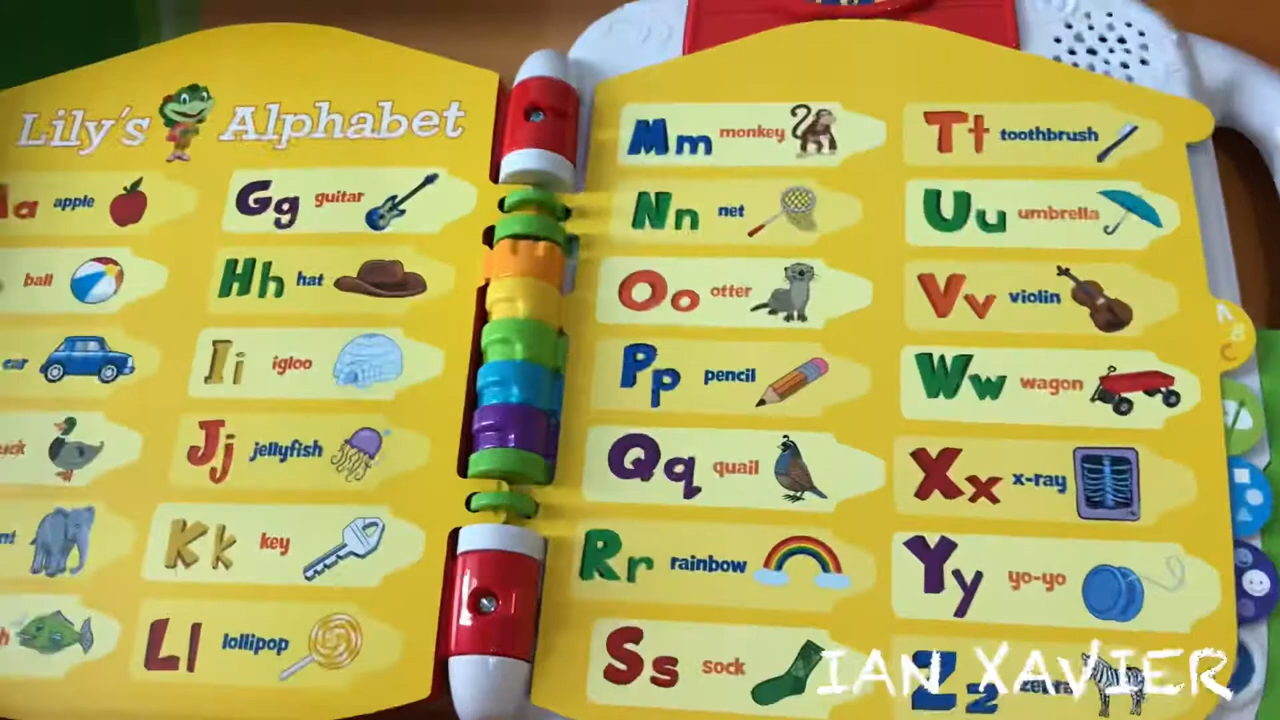 Lily's Alphabet
a apple
ball
car
Gg guitar
Hh hat
Ii igloo
Jj jellyfish
Kk key
Ll lollipop
Mm monkey
Nn net
Oo otter
Pp pencil
Qq quail
Rr rainbow
Ss sock
Tt toothbrush
Uu umbrella
Vv violin
Ww wagon
Xx x-ray
Yy yo-yo
Zz zebra
IAN XAVIER